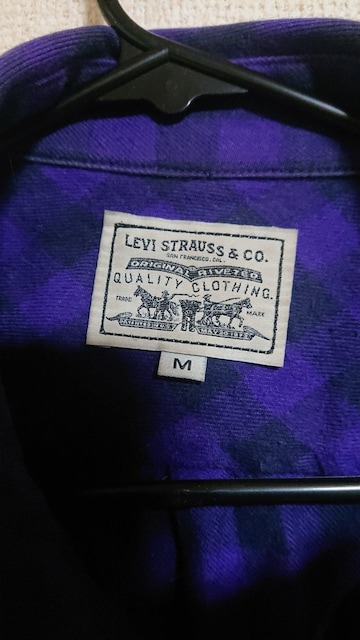 LEVI STRAUSS & CO.
SAN FRANCISCO, CAL.
ORIGINAL RIVETED
QUALITY CLOTHING.
TRADE MARK
M